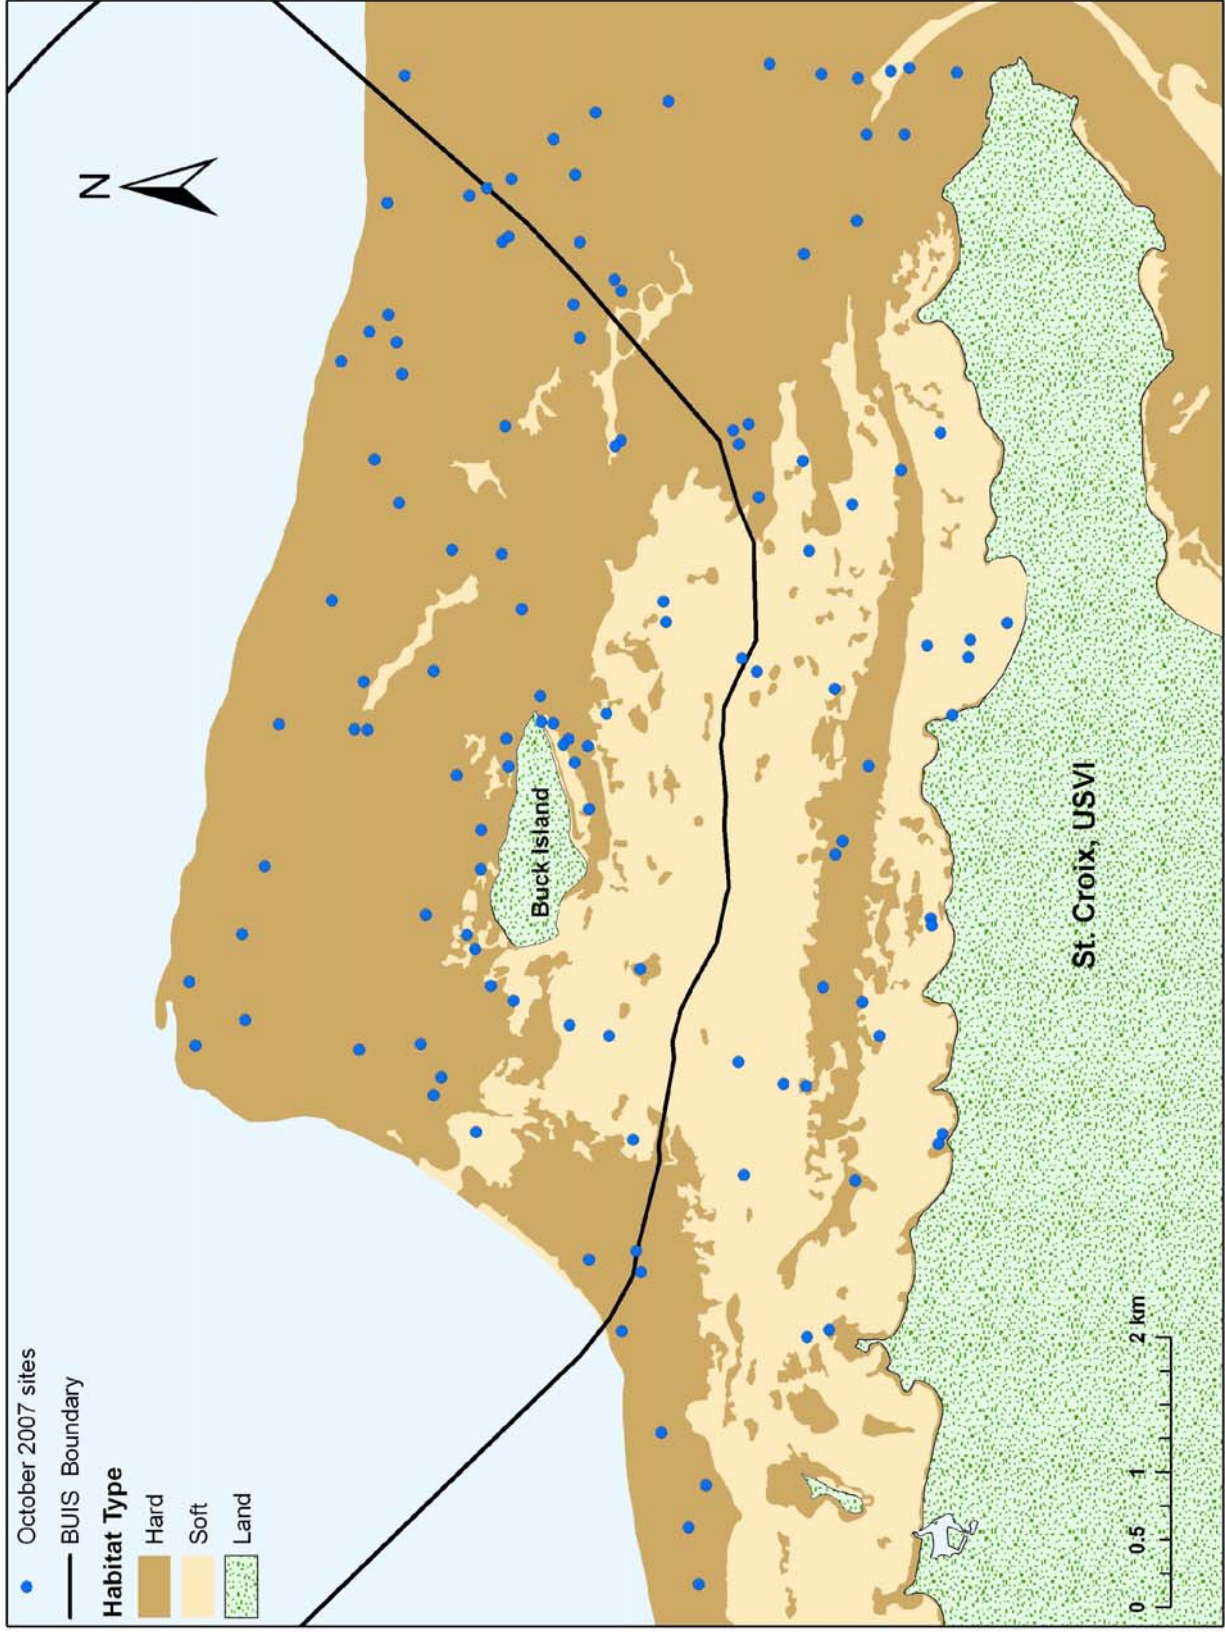 October 2007 sites
BUIS Boundary
Habitat Type
Hard
Soft
Land
N
Buck Island
St. Croix, USVI
0 0.5 1 2 km